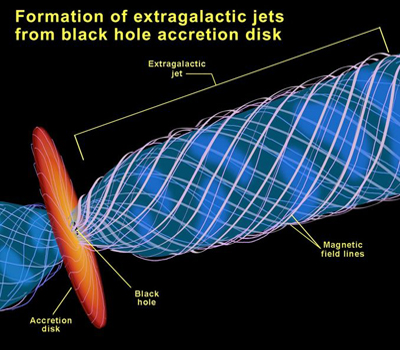 Formation of extragalactic jets
from black hole accretion disk
Extragalactic
jet
Magnetic
field lines
Black
hole
Accretion
disk